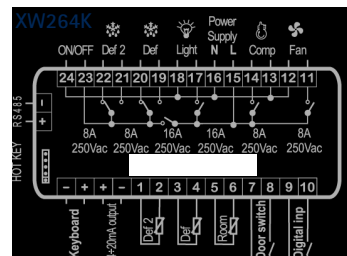 XW264K
Power
Supply
ON/OFF Def 2 Def Light N L Comp Fan
24 23 22 21 20 19 18 17 16 15 14 13 12 11
RS485
-
+
8A 8A 16A 16A 8A 8A
250Vac 250Vac 250Vac 250Vac 250Vac 250Vac
HOT KEY
- + + - 1 2 3 4 5 6 7 8 9 10
Keyboard
4÷20mA output
Def 2
Def
Room
Door switch
Digital inp